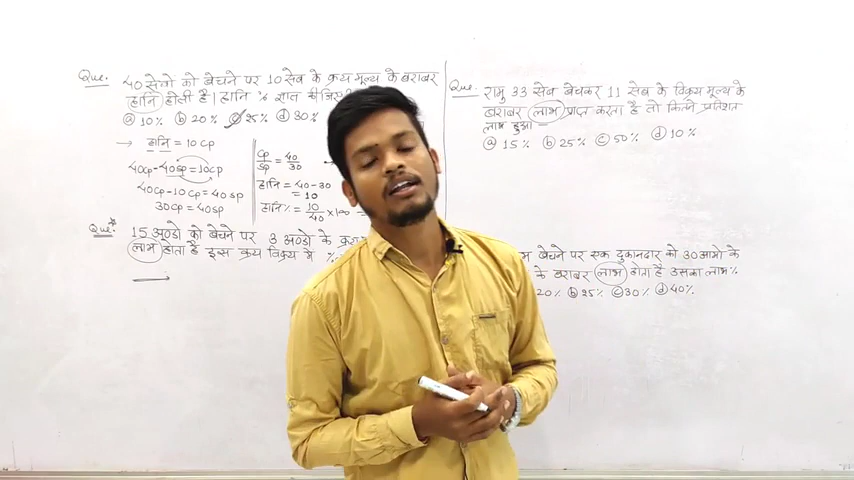 Que. 40 सेवो को बेचने पर 10 सेव के क्रय मूल्य के बराबर
हानि होती है। हानि % ज्ञात
ⓐ 10% ⓑ 20% ⓒ 25% ⓓ 30%
→ हानि = 10 CP
40CP - 40SP = 10CP
40CP - 10CP = 40SP
30CP = 40SP
CP/SP = 40/30
हानि = 40-30
= 10
हानि% = 10/40 × 100 =
Que.* 15 अण्डो को बेचने पर 3 अण्डो के
लाभ होता है इस क्रय विक्रय मे %
Que. रामु 33 सेव बेचकर 11 सेव के विक्रय मूल्य के
बराबर लाभ प्राप्त करता है तो कितने प्रतिशत
लाभ हुआ -
ⓐ 15% ⓑ 25% ⓒ 50% ⓓ 10%
बेचने पर एक दुकानदार को 30 आमो के
के बराबर लाभ होता है उसका लाभ%
20% ⓑ 25% ⓒ 30% ⓓ 40%